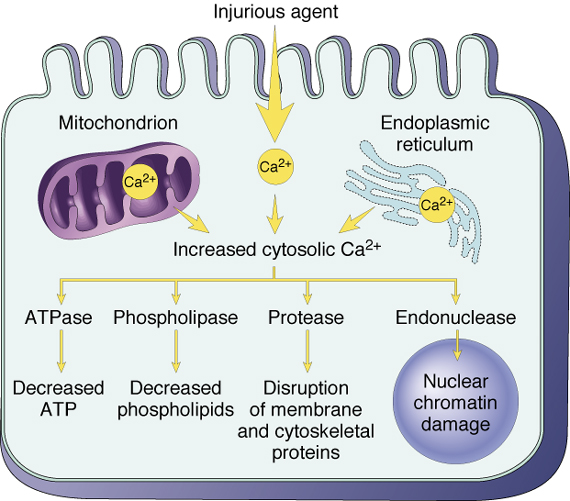 Injurious agent
Mitochondrion
Endoplasmic
reticulum
Ca2+
Ca2+
Ca2+
Increased cytosolic Ca2+
ATPase
Phospholipase
Protease
Endonuclease
Decreased
ATP
Decreased
phospholipids
Disruption
of membrane
and cytoskeletal
proteins
Nuclear
chromatin
damage